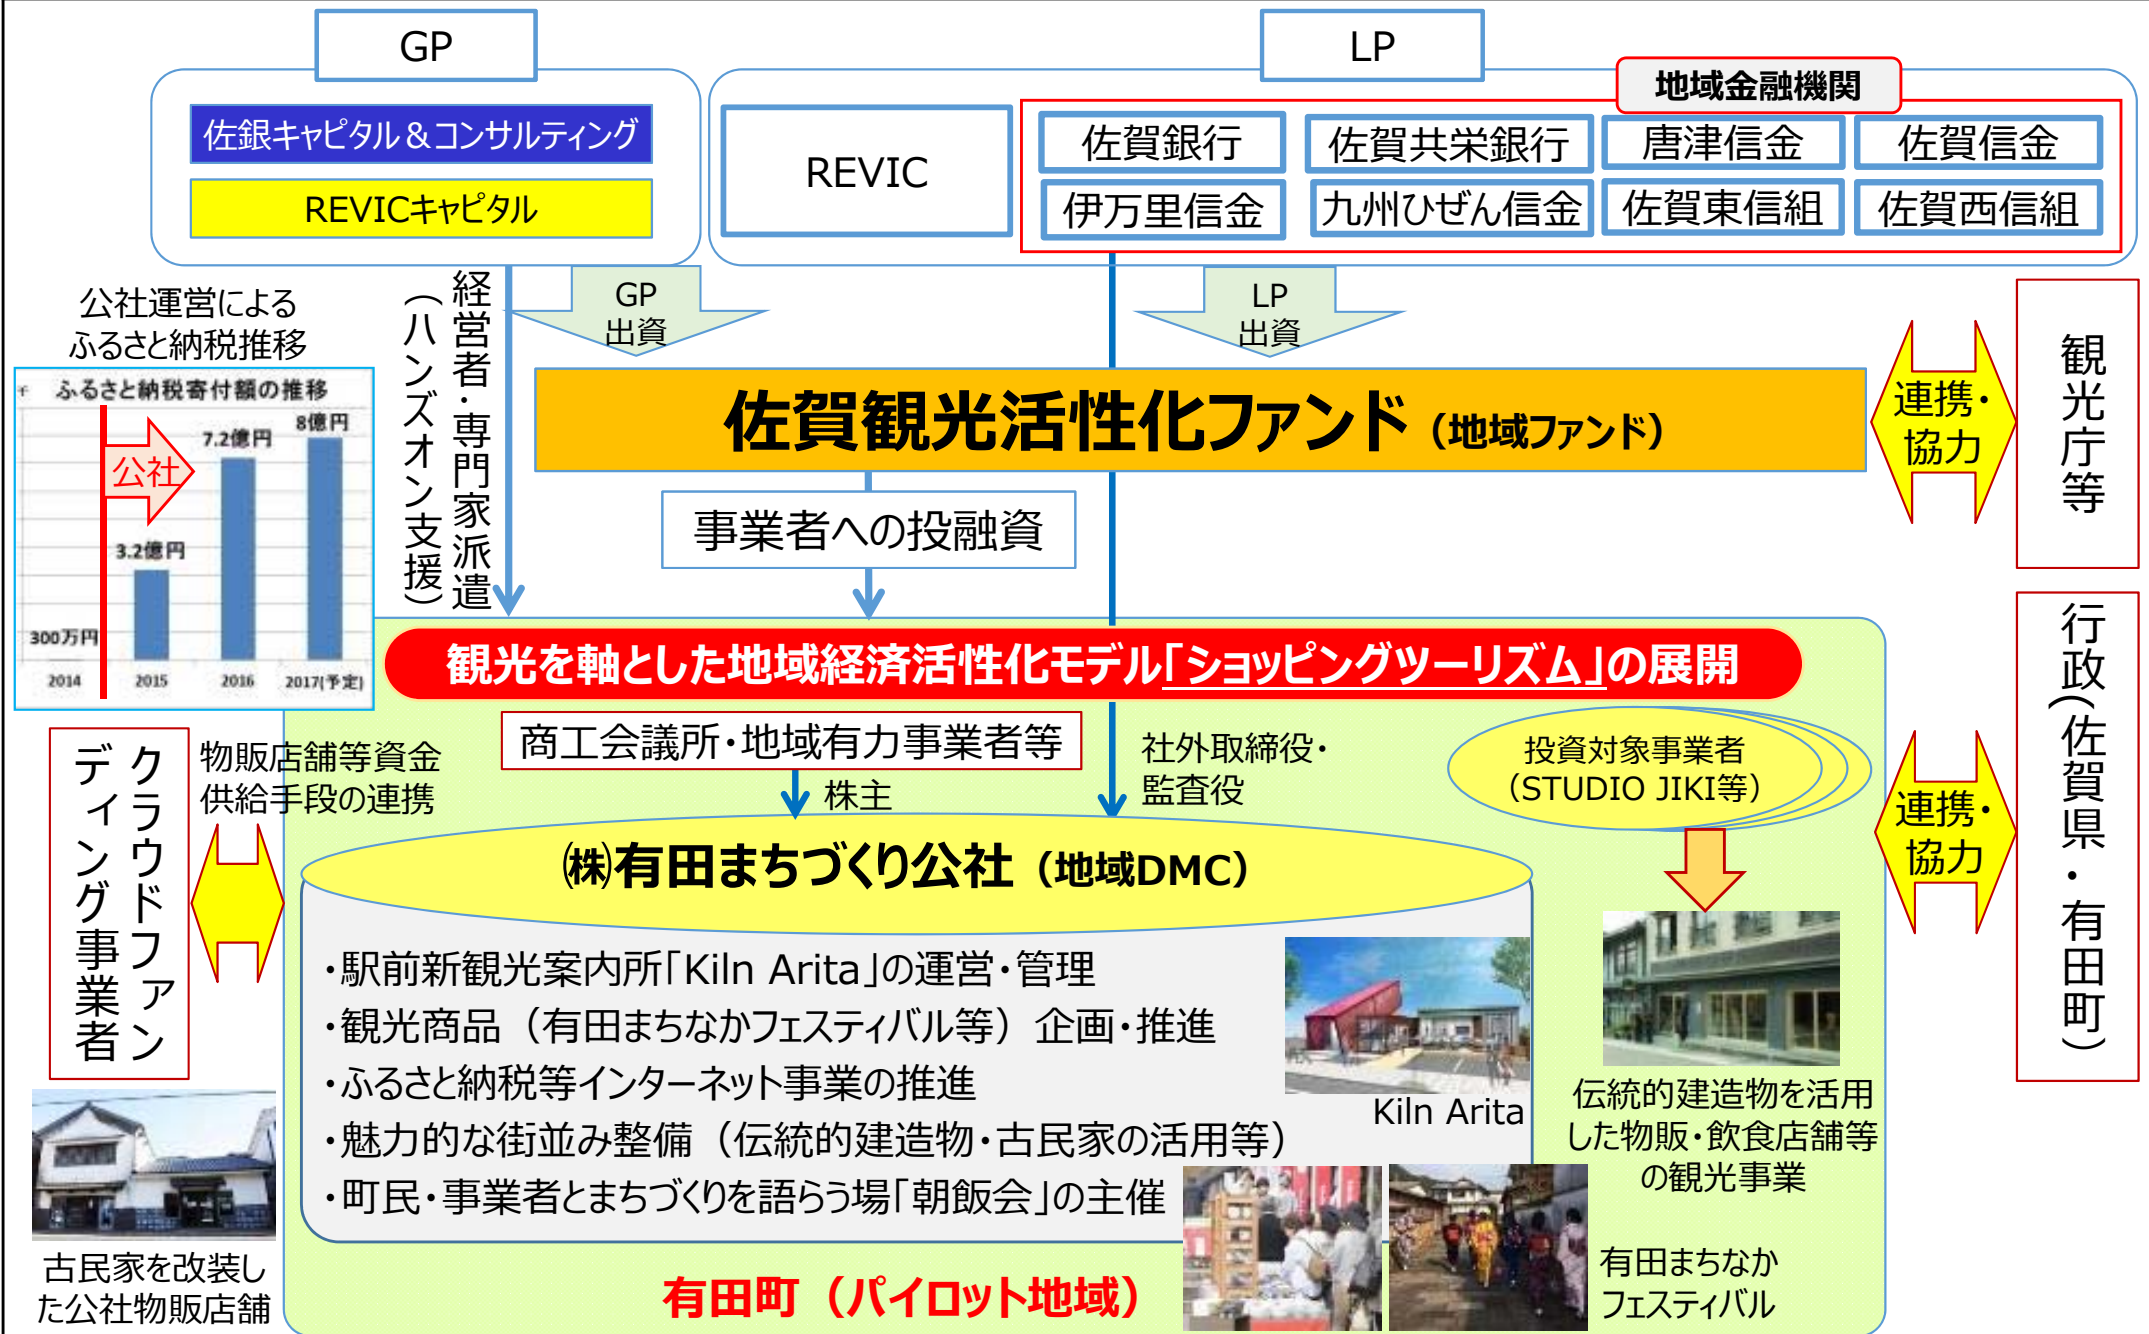 GP
佐銀キャピタル＆コンサルティング
REVICキャピタル
LP
地域金融機関
REVIC
佐賀銀行
佐賀共栄銀行
唐津信金
佐賀信金
伊万里信金
九州ひぜん信金
佐賀東信組
佐賀西信組
公社運営による
ふるさと納税推移
ふるさと納税寄付額の推移
公社
300万円
3.2億円
7.2億円
8億円
2014
2015
2016
2017(予定)
経営者・専門家派遣
（ハンズオン支援）
GP
出資
LP
出資
佐賀観光活性化ファンド（地域ファンド）
連携・
協力
観光庁等
事業者への投融資
観光を軸とした地域経済活性化モデル「ショッピングツーリズム」の展開
商工会議所・地域有力事業者等
株主
社外取締役・
監査役
投資対象事業者
（STUDIO JIKI等）
連携・
協力
行政(佐賀県・有田町)
クラウドファン
ディング事業者
物販店舗等資金
供給手段の連携
㈱有田まちづくり公社（地域DMC）
・駅前新観光案内所「Kiln Arita」の運営・管理
・観光商品（有田まちなかフェスティバル等）企画・推進
・ふるさと納税等インターネット事業の推進
・魅力的な街並み整備（伝統的建造物・古民家の活用等）
・町民・事業者とまちづくりを語らう場「朝飯会」の主催
Kiln Arita
伝統的建造物を活用
した物販・飲食店舗等
の観光事業
古民家を改装し
た公社物販店舗
有田町（パイロット地域）
有田まちなか
フェスティバル